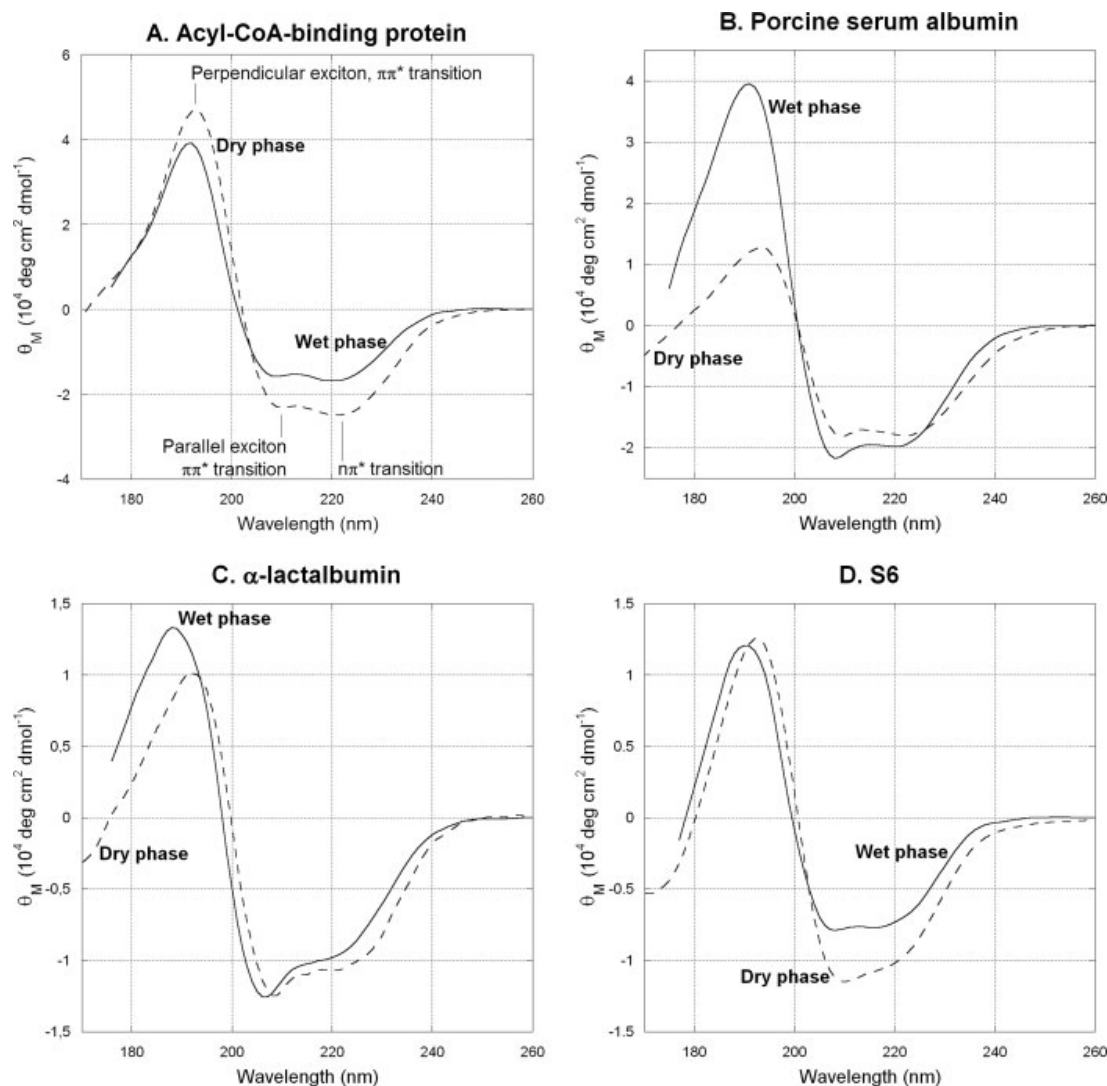 A. Acyl-CoA-binding protein
6
4
2
0
-2
-4
θM (10⁴ deg cm² dmol⁻¹)
Perpendicular exciton, ππ* transition
Dry phase
Wet phase
Parallel exciton
ππ* transition
nπ* transition
180 200 220 240 260
Wavelength (nm)
B. Porcine serum albumin
4
3
2
1
0
-1
-2
θM (10⁴ deg cm² dmol⁻¹)
Wet phase
Dry phase
180 200 220 240 260
Wavelength (nm)
C. α-lactalbumin
1.5
1
0.5
0
-0.5
-1
-1.5
θM (10⁴ deg cm² dmol⁻¹)
Wet phase
Dry phase
180 200 220 240 260
Wavelength (nm)
D. S6
1.5
1
0.5
0
-0.5
-1
-1.5
θM (10⁴ deg cm² dmol⁻¹)
Wet phase
Dry phase
180 200 220 240 260
Wavelength (nm)